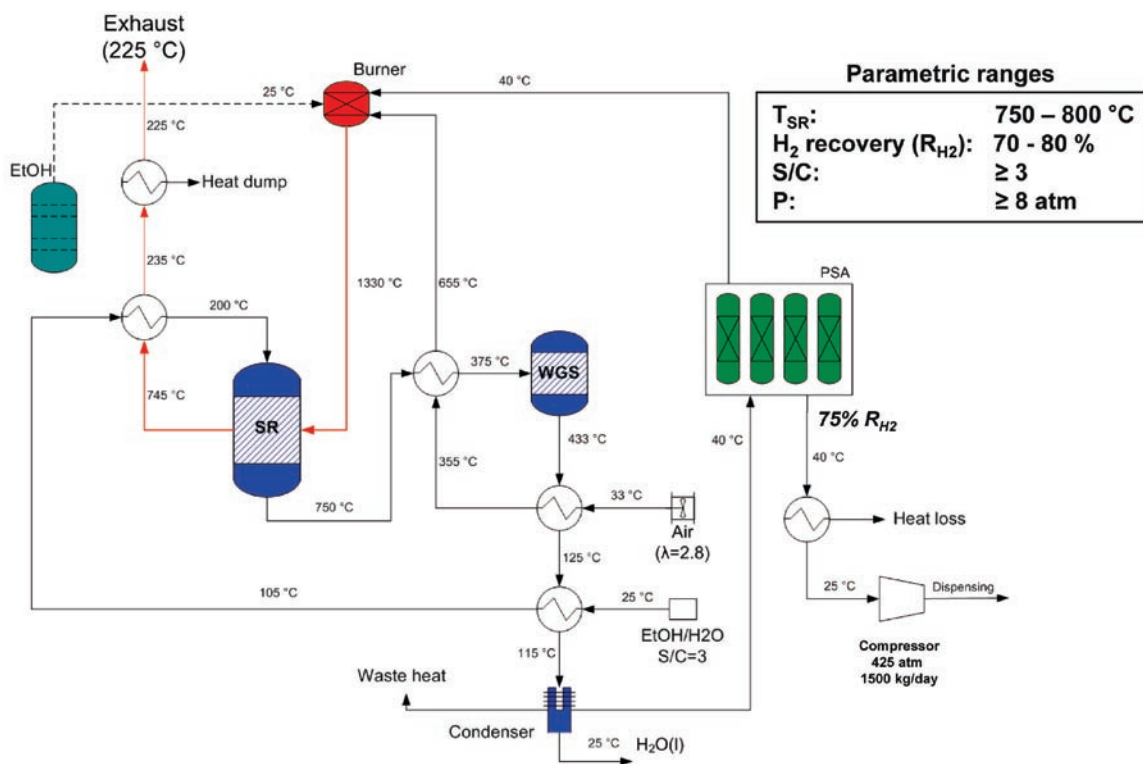 Exhaust
(225 °C)
Burner
25 °C
40 °C
Parametric ranges
T_SR: 750 – 800 °C
H₂ recovery (R_H2): 70 - 80 %
S/C: ≥ 3
P: ≥ 8 atm
225 °C
EtOH
Heat dump
235 °C
1330 °C
655 °C
PSA
200 °C
375 °C
WGS
745 °C
SR
433 °C
75% R_H2
355 °C
40 °C
40 °C
750 °C
33 °C
Air
(λ=2.8)
Heat loss
125 °C
25 °C
Dispensing
105 °C
25 °C
EtOH/H2O
S/C=3
Compressor
425 atm
1500 kg/day
115 °C
Waste heat
Condenser
25 °C
H₂O(l)